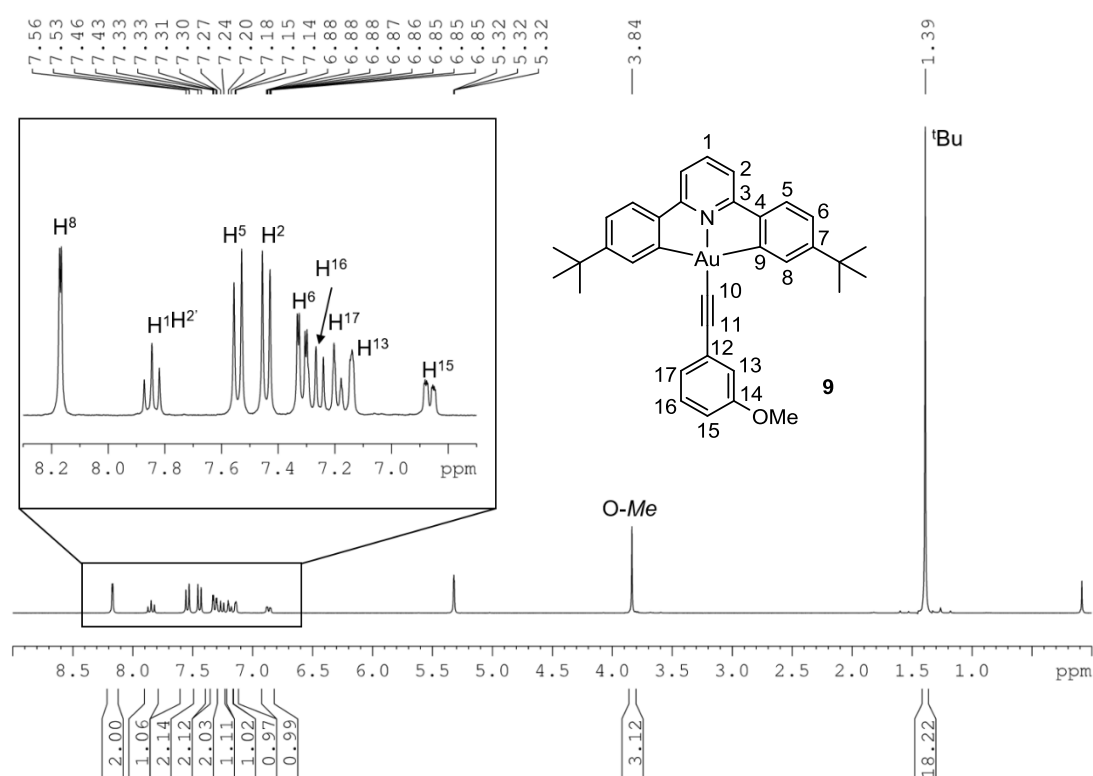 7.56 7.53 7.46 7.43 7.33 7.33 7.31 7.30 7.27 7.24 7.20 7.18 7.15 7.14 6.88 6.88 6.88 6.87 6.86 6.85 6.85 6.85 5.32 5.32 5.32
3.84
1.39
ᵗBu
H⁸
H¹H²'
H⁵
H²
H⁶
H¹⁶
H¹⁷
H¹³
H¹⁵
8.2 8.0 7.8 7.6 7.4 7.2 7.0 ppm
1
2
3
4
5
6
7
8
9
N
Au
10
11
12
13
14
15
16
17
OMe
9
O-Me
8.5 8.0 7.5 7.0 6.5 6.0 5.5 5.0 4.5 4.0 3.5 3.0 2.5 2.0 1.5 1.0 ppm
2.00 1.06 2.14 2.12 2.03 1.11 1.02 0.97 0.99
3.12
18.22